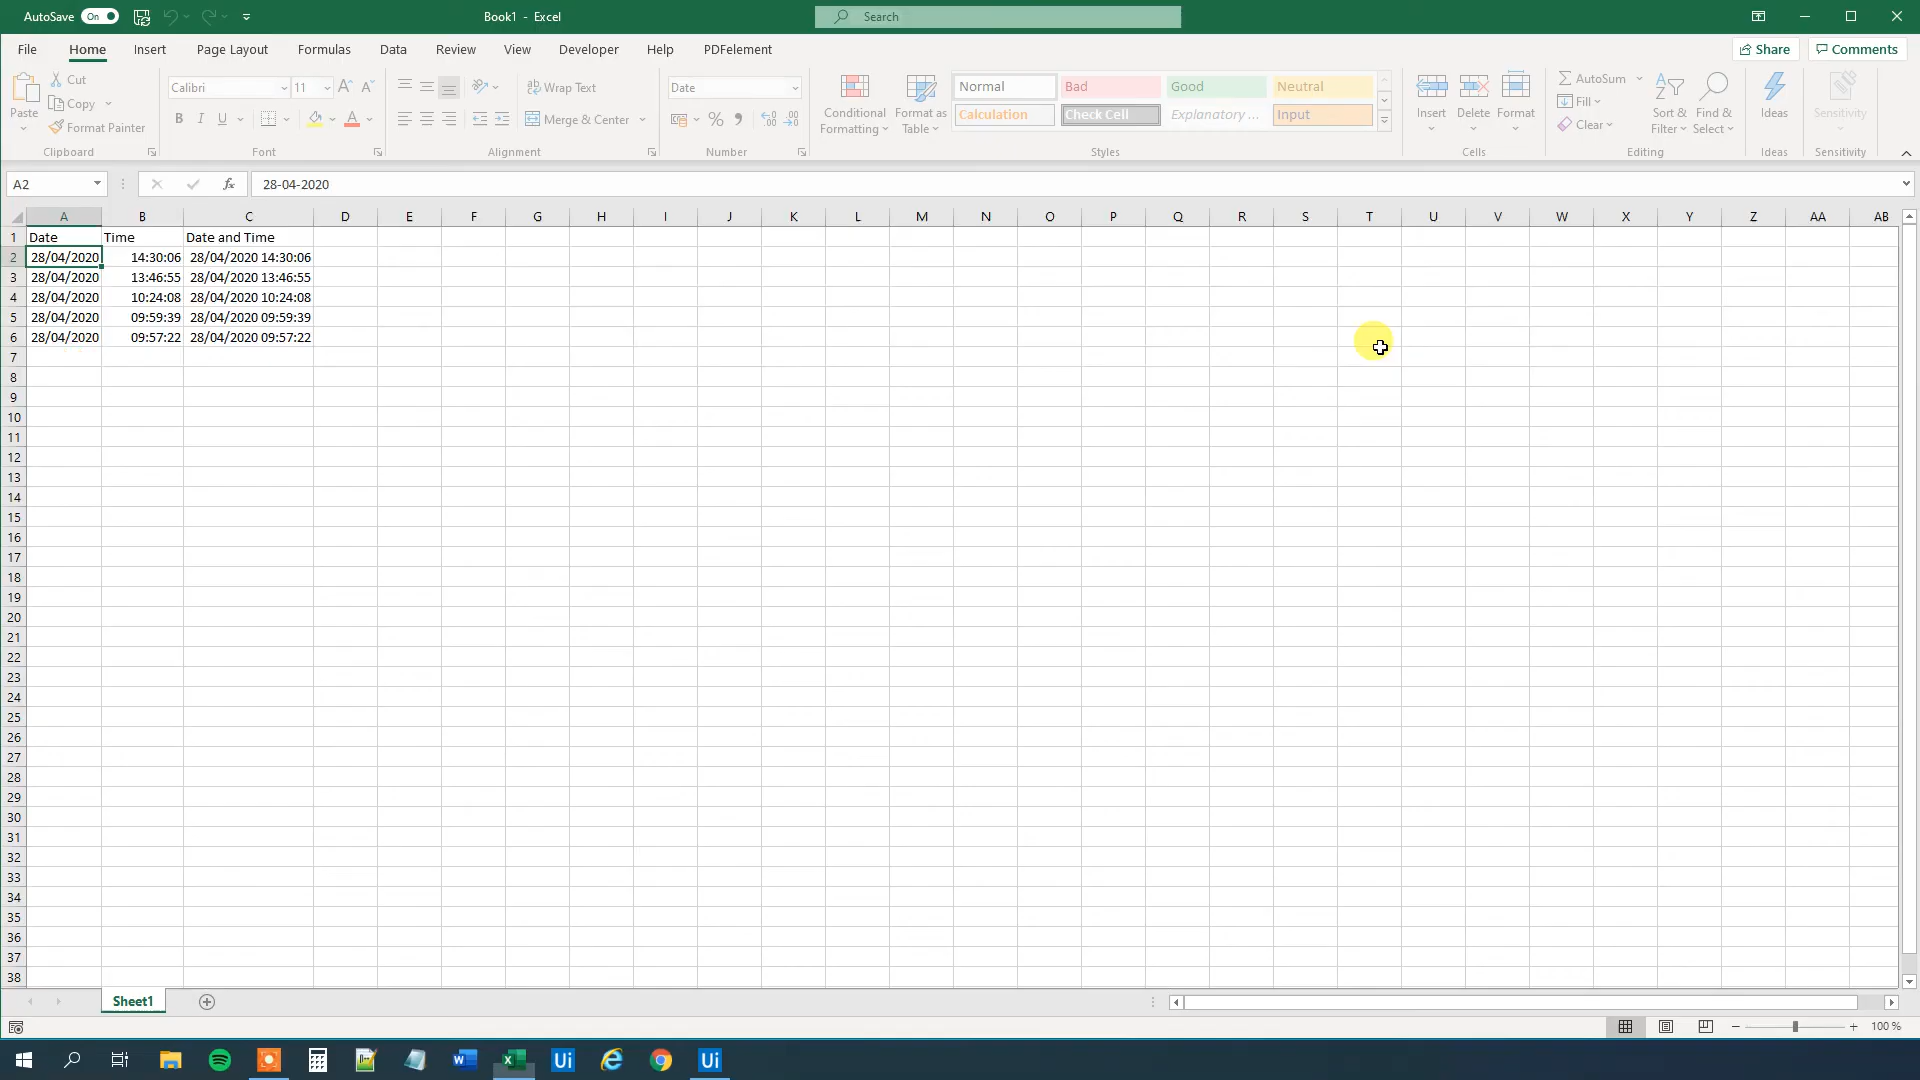 AutoSave On Book1 - Excel Search
File Home Insert Page Layout Formulas Data Review View Developer Help PDFelement Share Comments
Paste
Cut
Copy
Format Painter
Clipboard
Calibri 11 A A
B I U A
Font
Wrap Text
Merge & Center
Alignment
Date
%
Number
Conditional Formatting
Format as Table
Normal Bad Good Neutral
Calculation Check Cell Explanatory ... Input
Styles
Insert Delete Format
Cells
AutoSum
Fill
Clear
Sort & Filter
Find & Select
Editing
Ideas
Ideas
Sensitivity
Sensitivity
A2 fx 28-04-2020
A B C D E F G H I J K L M N O P Q R S T U V W X Y Z AA AB
1 Date Time Date and Time
2 28/04/2020 14:30:06 28/04/2020 14:30:06
3 28/04/2020 13:46:55 28/04/2020 13:46:55
4 28/04/2020 10:24:08 28/04/2020 10:24:08
5 28/04/2020 09:59:39 28/04/2020 09:59:39
6 28/04/2020 09:57:22 28/04/2020 09:57:22
7
8
9
10
11
12
13
14
15
16
17
18
19
20
21
22
23
24
25
26
27
28
29
30
31
32
33
34
35
36
37
38
Sheet1
100 %
W X Ui Ui